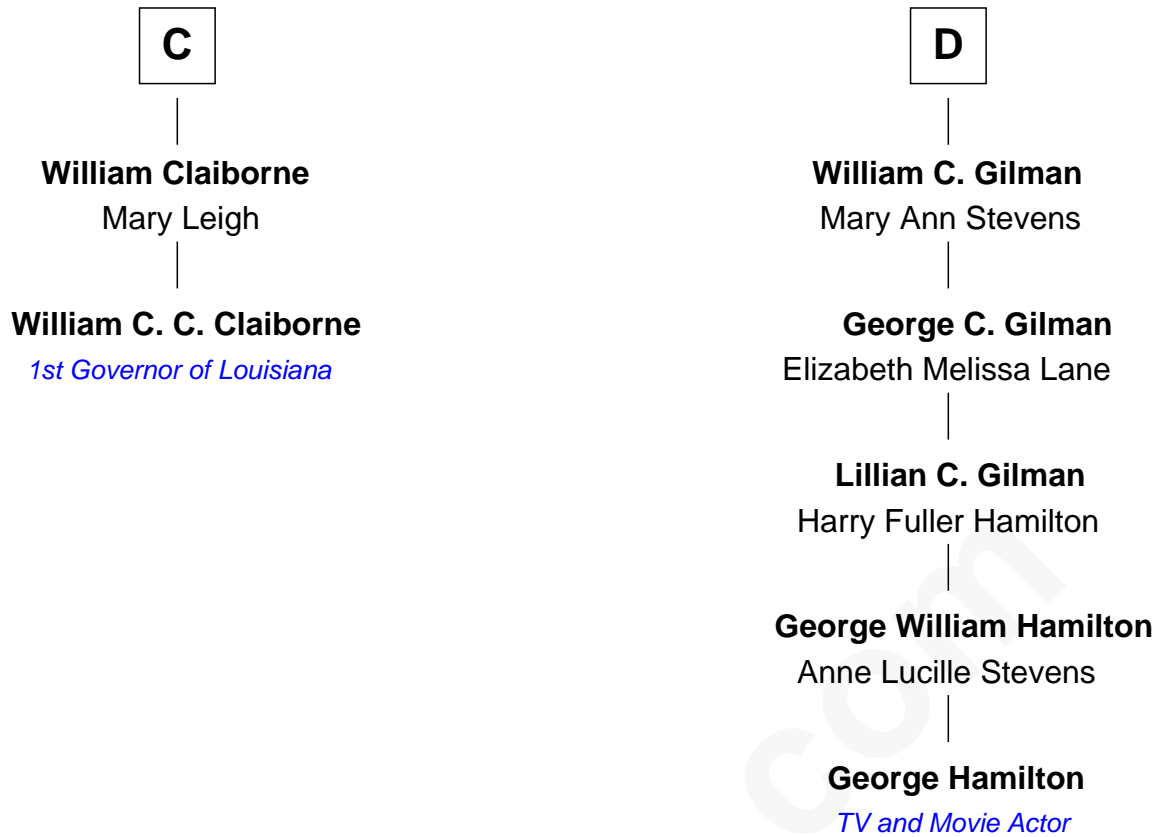 C
William Claiborne
Mary Leigh
William C. C. Claiborne
1st Governor of Louisiana
D
William C. Gilman
Mary Ann Stevens
George C. Gilman
Elizabeth Melissa Lane
Lillian C. Gilman
Harry Fuller Hamilton
George William Hamilton
Anne Lucille Stevens
George Hamilton
TV and Movie Actor
com